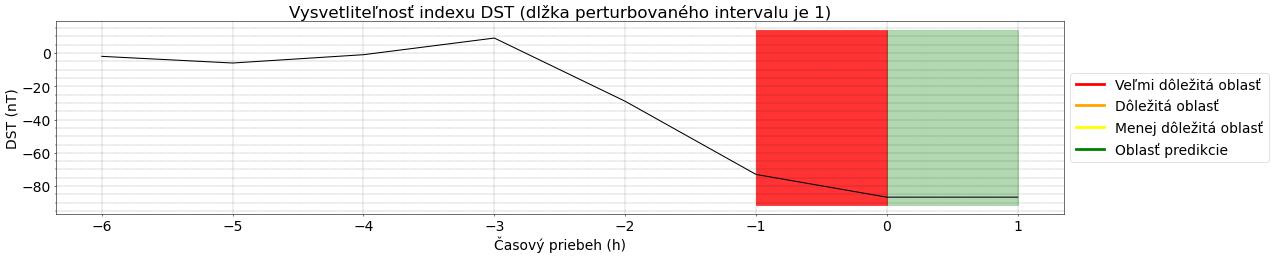 Vysvetliteľnosť indexu DST (dĺžka perturbovaného intervalu je 1)
DST (nT)
0
−20
−40
−60
−80
−6 −5 −4 −3 −2 −1 0 1
Časový priebeh (h)
Veľmi dôležitá oblasť
Dôležitá oblasť
Menej dôležitá oblasť
Oblasť predikcie